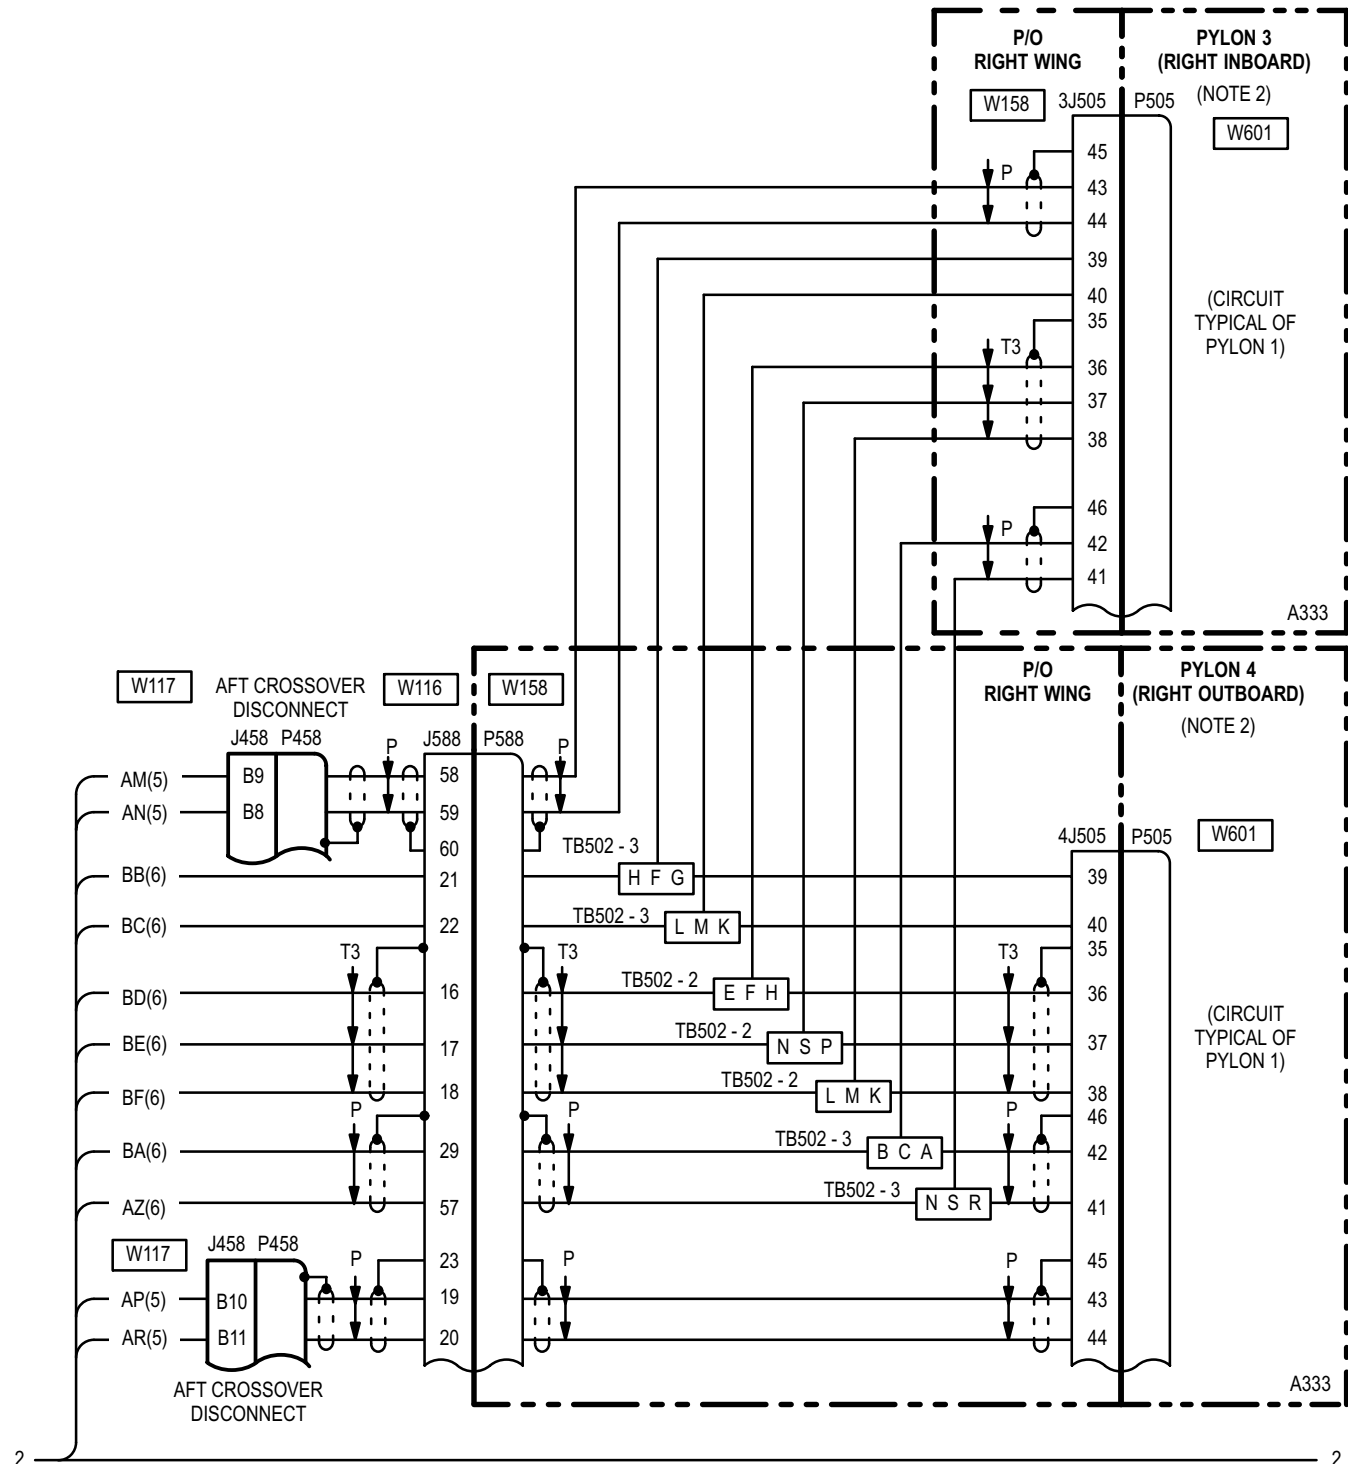 P/O
RIGHT WING
PYLON 3
(RIGHT INBOARD)
(NOTE 2)
W158
3J505
P505
W601
45
P
43
44
39
40
35
T3
36
37
38
46
P
42
41
(CIRCUIT
TYPICAL OF
PYLON 1)
A333
W117
AFT CROSSOVER
DISCONNECT
W116
W158
P/O
RIGHT WING
PYLON 4
(RIGHT OUTBOARD)
(NOTE 2)
J458 P458
P
J588 P588
P
AM(5)
B9
58
AN(5)
B8
59
60
TB502 - 3
4J505
P505
W601
BB(6)
21
H F G
39
BC(6)
22
TB502 - 3
L M K
40
35
T3
T3
T3
BD(6)
16
TB502 - 2
E F H
36
BE(6)
17
TB502 - 2
N S P
37
BF(6)
18
TB502 - 2
L M K
38
46
(CIRCUIT
TYPICAL OF
PYLON 1)
P
P
P
BA(6)
29
TB502 - 3
B C A
42
AZ(6)
57
TB502 - 3
N S R
41
W117
J458 P458
P
23
P
P
45
AP(5)
B10
19
43
AR(5)
B11
20
44
AFT CROSSOVER
DISCONNECT
A333
2
2